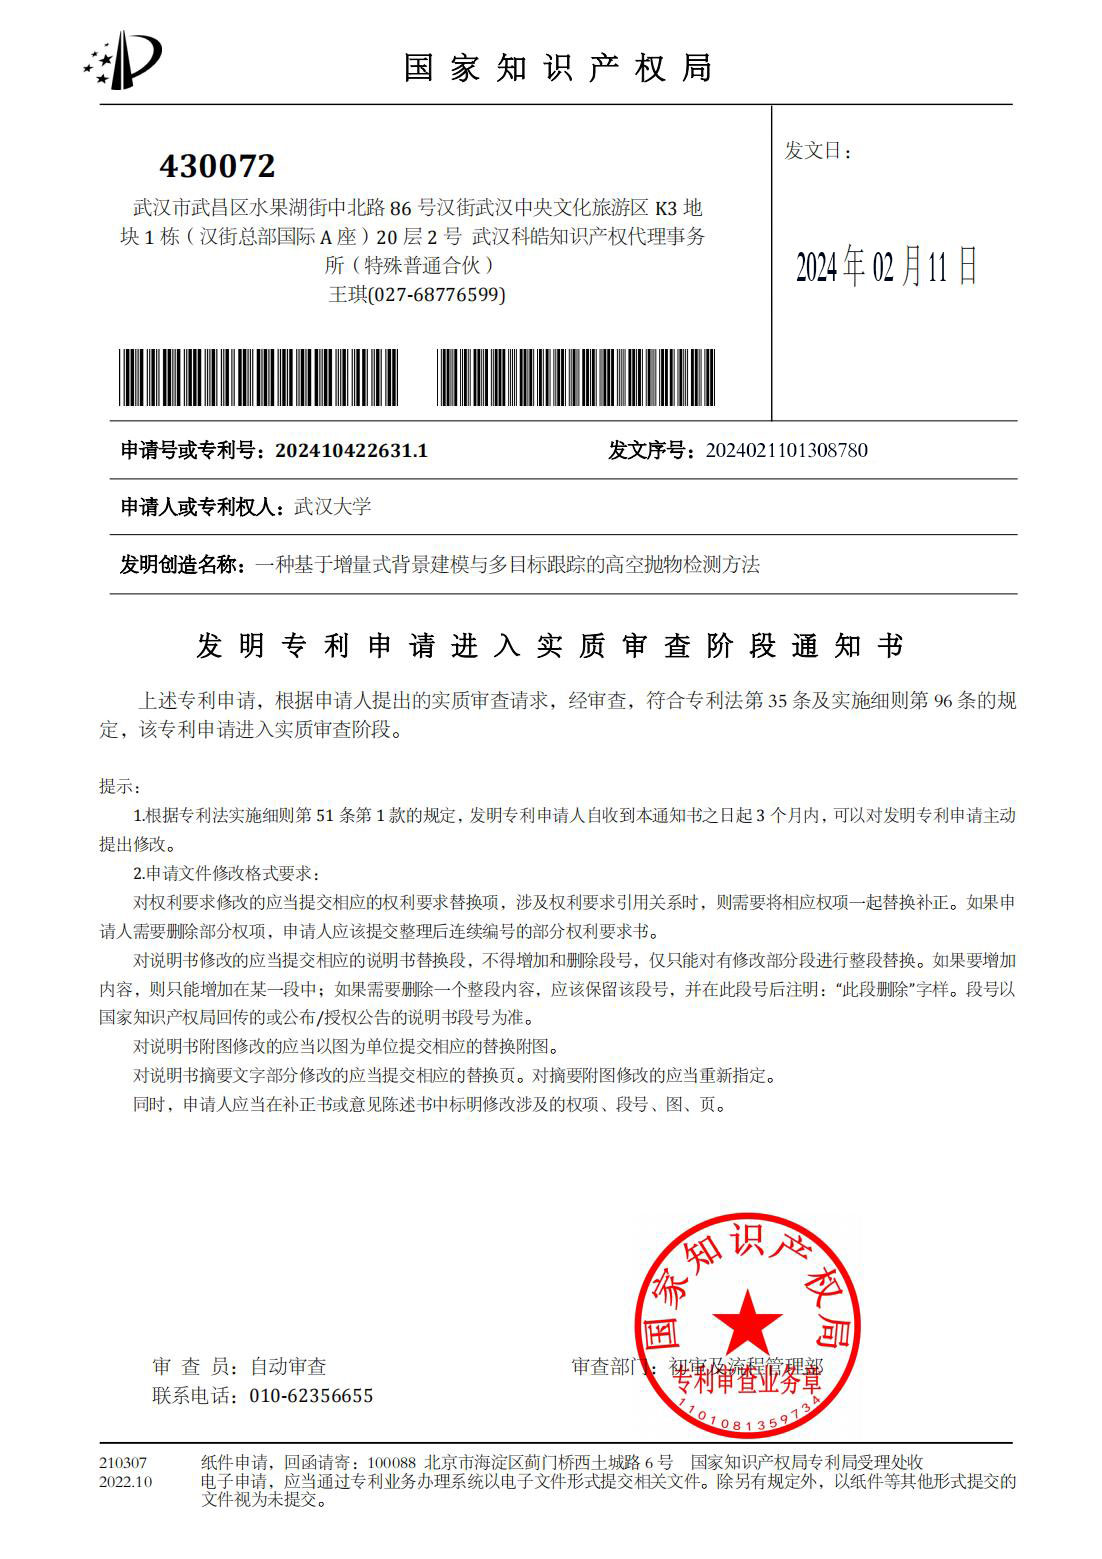 国家知识产权局
430072
发文日：
武汉市武昌区水果湖街中北路 86 号汉街武汉中央文化旅游区 K3 地
块 1 栋（汉街总部国际 A 座）20 层 2 号 武汉科皓知识产权代理事务
所（特殊普通合伙）
王琪(027-68776599)
2024 年 02 月 11 日
申请号或专利号：202410422631.1 发文序号：2024021101308780
申请人或专利权人：武汉大学
发明创造名称：一种基于增量式背景建模与多目标跟踪的高空抛物检测方法
发明专利申请进入实质审查阶段通知书
上述专利申请，根据申请人提出的实质审查请求，经审查，符合专利法第 35 条及实施细则第 96 条的规
定，该专利申请进入实质审查阶段。
提示：
1.根据专利法实施细则第 51 条第 1 款的规定，发明专利申请人自收到本通知书之日起 3 个月内，可以对发明专利申请主动
提出修改。
2.申请文件修改格式要求：
对权利要求修改的应当提交相应的权利要求替换项，涉及权利要求引用关系时，则需要将相应权项一起替换补正。如果申
请人需要删除部分权项，申请人应该提交整理后连续编号的部分权利要求书。
对说明书修改的应当提交相应的说明书替换段，不得增加和删除段号，仅只能对有修改部分段进行整段替换。如果要增加
内容，则只能增加在某一段中；如果需要删除一个整段内容，应该保留该段号，并在此段号后注明：“此段删除”字样。段号以
国家知识产权局回传的或公布/授权公告的说明书段号为准。
对说明书附图修改的应当以图为单位提交相应的替换附图。
对说明书摘要文字部分修改的应当提交相应的替换页。对摘要附图修改的应当重新指定。
同时，申请人应当在补正书或意见陈述书中标明修改涉及的权项、段号、图、页。
国家知识产权局
审 查 员：自动审查 审查部门：初审及流程管理部
专利审查业务章
联系电话：010-62356655
1101081359734
210307 纸件申请，回函请寄：100088 北京市海淀区蓟门桥西土城路 6 号 国家知识产权局专利局受理处收
2022.10 电子申请，应当通过专利业务办理系统以电子文件形式提交相关文件。除另有规定外，以纸件等其他形式提交的
文件视为未提交。